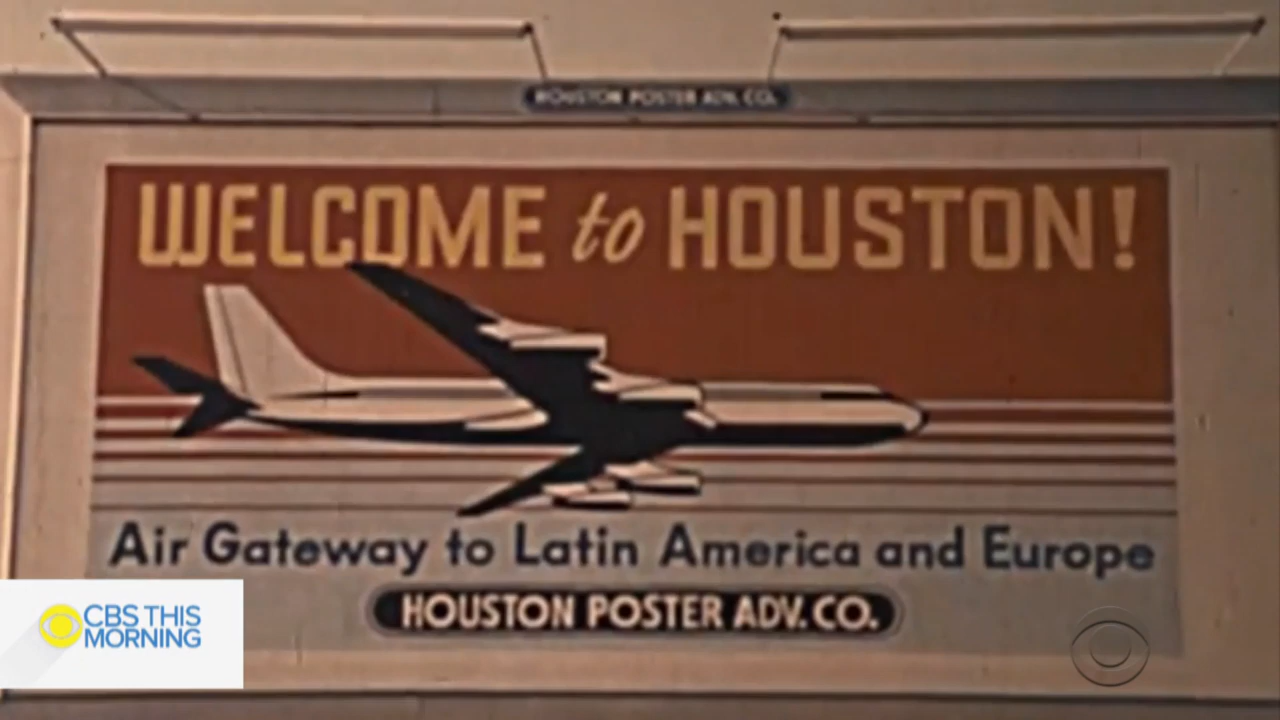 HOUSTON POSTER ADV. CO.
WELCOME to HOUSTON!
Air Gateway to Latin America and Europe
HOUSTON POSTER ADV. CO.
CBS THIS
MORNING